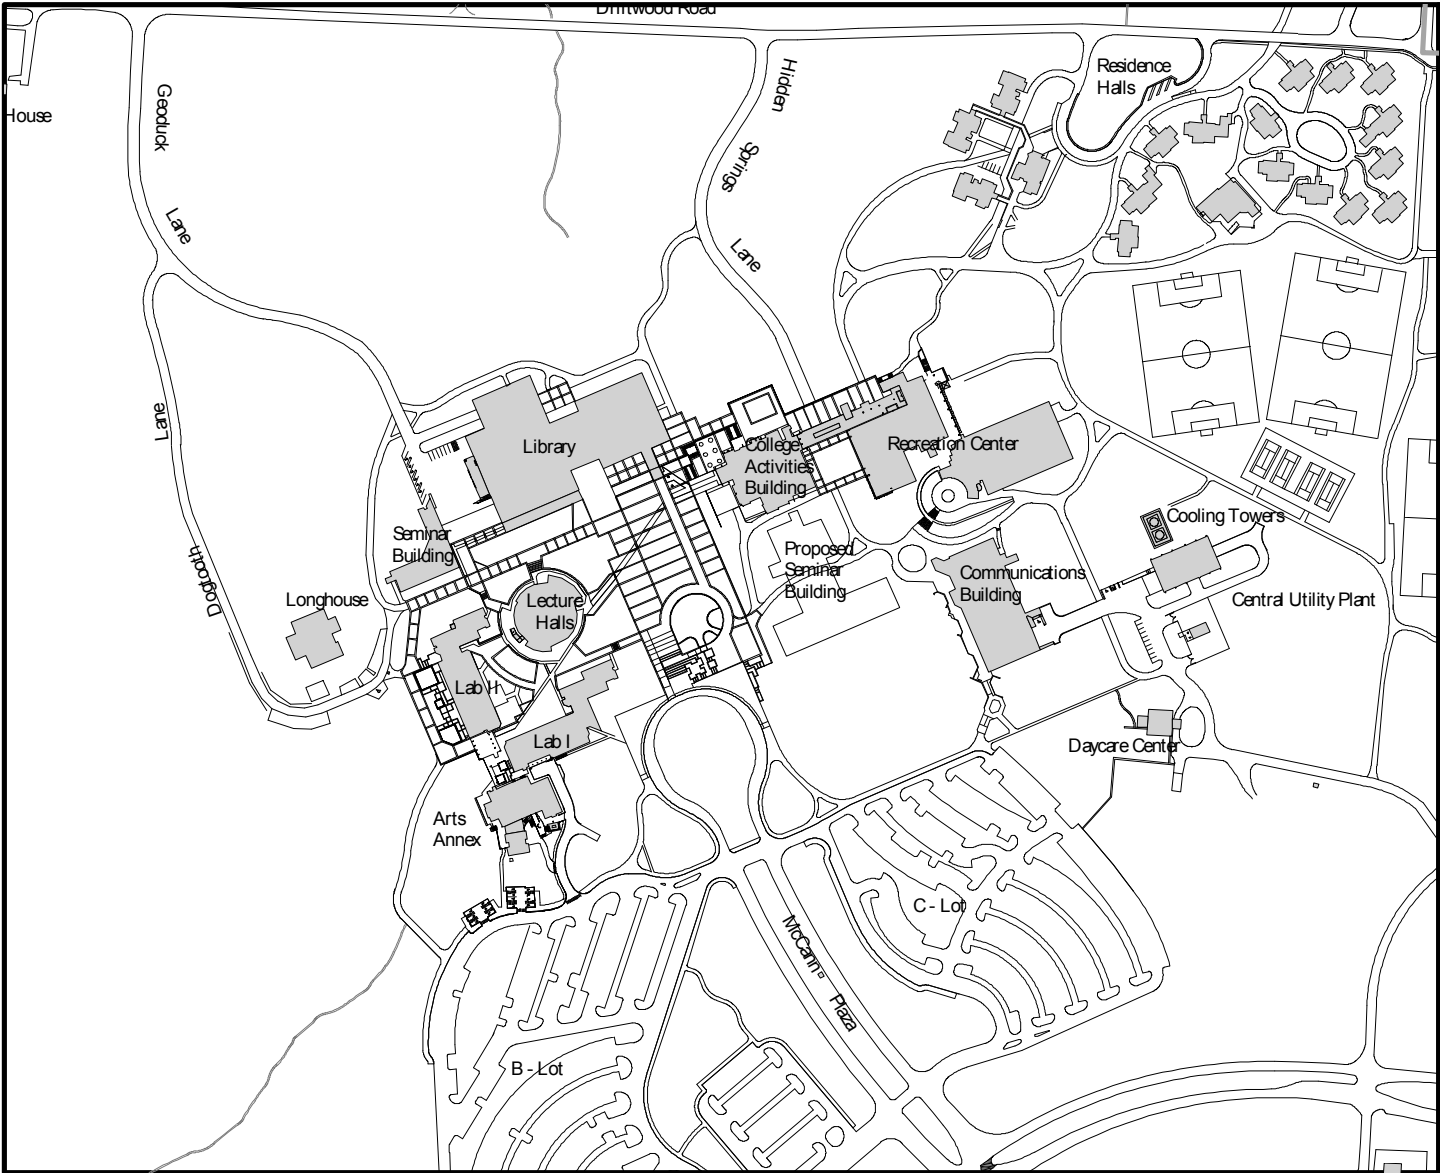 Driftwood Road
House
Geoduck
Lane
Hidden
Springs
Lane
Residence
Halls
Lane
Dogtooth
Library
College
Activities
Building
Recreation Center
Seminar
Building
Longhouse
Lecture
Halls
Proposed
Seminar
Building
Communications
Building
Cooling Towers
Central Utility Plant
Lab II
Lab I
Daycare Center
Arts
Annex
C - Lot
McCann
Plaza
B - Lot